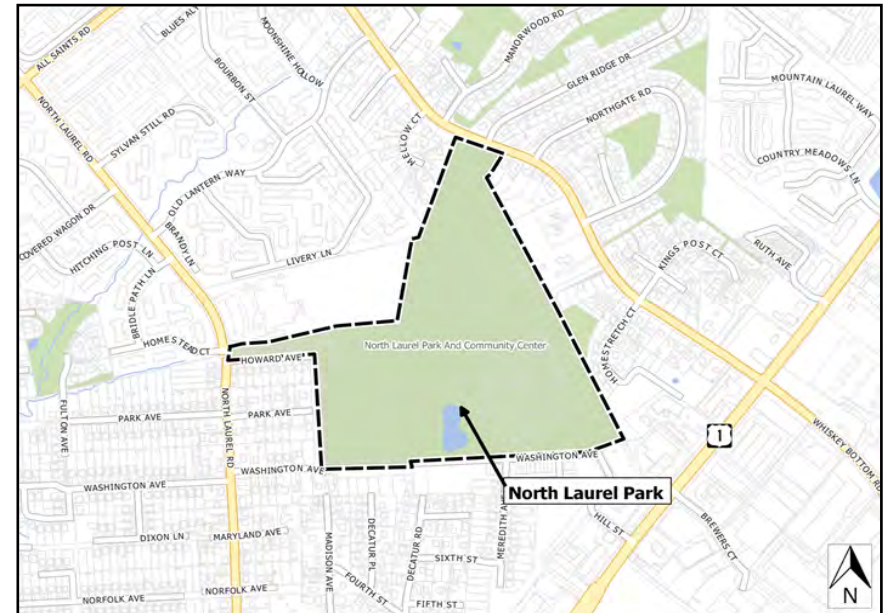 ALL SAINTS RD
BLUES ALY
MOONSHINE HOLLOW
MANORWOOD RD
BOURBON ST
GLEN RIDGE DR
MOUNTAIN LAUREL WAY
NORTH LAUREL RD
NORTHGATE RD
SYLVAN STILL RD
MELLOW CT
COUNTRY MEADOWS LN
OLD LANTERN WAY
COVERED WAGON DR
BRANDY LN
HITCHING POST LN
LIVERY LN
KINGS POST CT
RUTH AVE
BRIDLE PATH LN
HOMESTEAD CT
HOWARD AVE
North Laurel Park And Community Center
HOMESTRETCH CT
FULTON AVE
PARK AVE
PARK AVE
NORTH LAUREL RD
WHISKEY BOTTOM RD
1
WASHINGTON AVE
WASHINGTON AVE
WASHINGTON AVE
North Laurel Park
HILL ST
BREWERS CT
DIXON LN
MARYLAND AVE
MADISON AVE
DECATUR PL
DECATUR RD
MEREDITH AVE
SIXTH ST
FOURTH ST
NORFOLK AVE
NORFOLK AVE
FIFTH ST
N